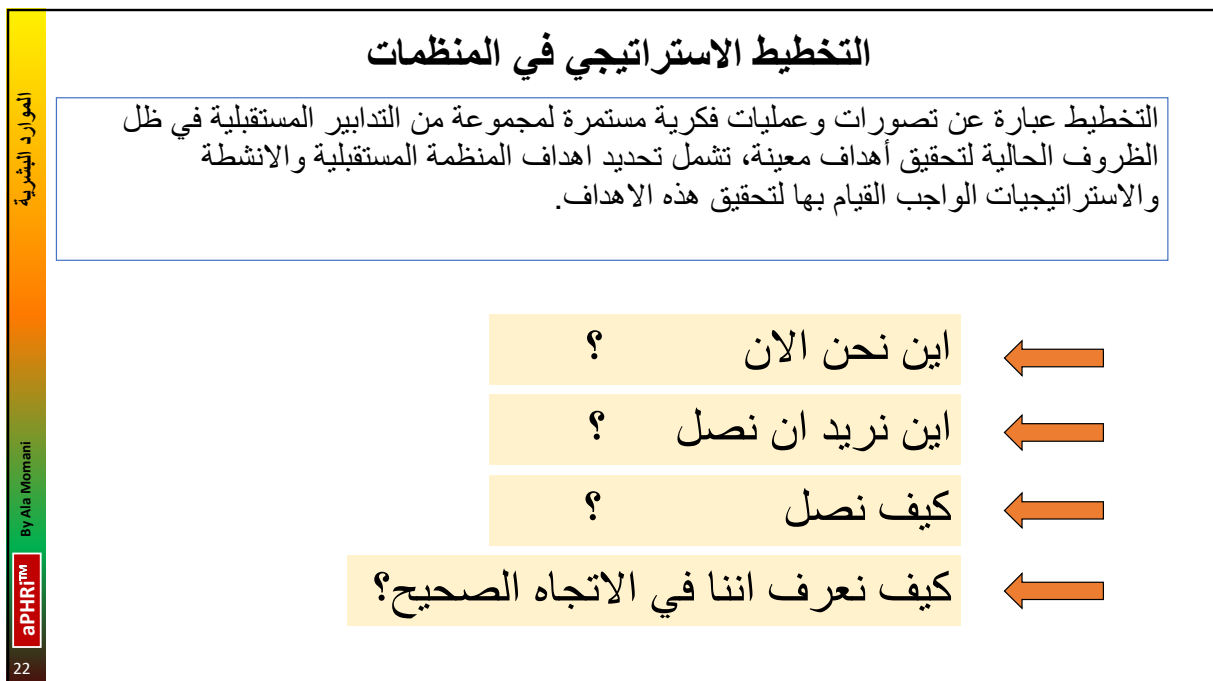 التخطيط الاستراتيجي في المنظمات
التخطيط عبارة عن تصورات وعمليات فكرية مستمرة لمجموعة من التدابير المستقبلية في ظل
الظروف الحالية لتحقيق أهداف معينة، تشمل تحديد اهداف المنظمة المستقبلية والانشطة
والاستراتيجيات الواجب القيام بها لتحقيق هذه الاهداف.
اين نحن الان ؟
اين نريد ان نصل ؟
كيف نصل ؟
كيف نعرف اننا في الاتجاه الصحيح؟
الموارد البشرية
By Ala Momani
aPHRi™
22